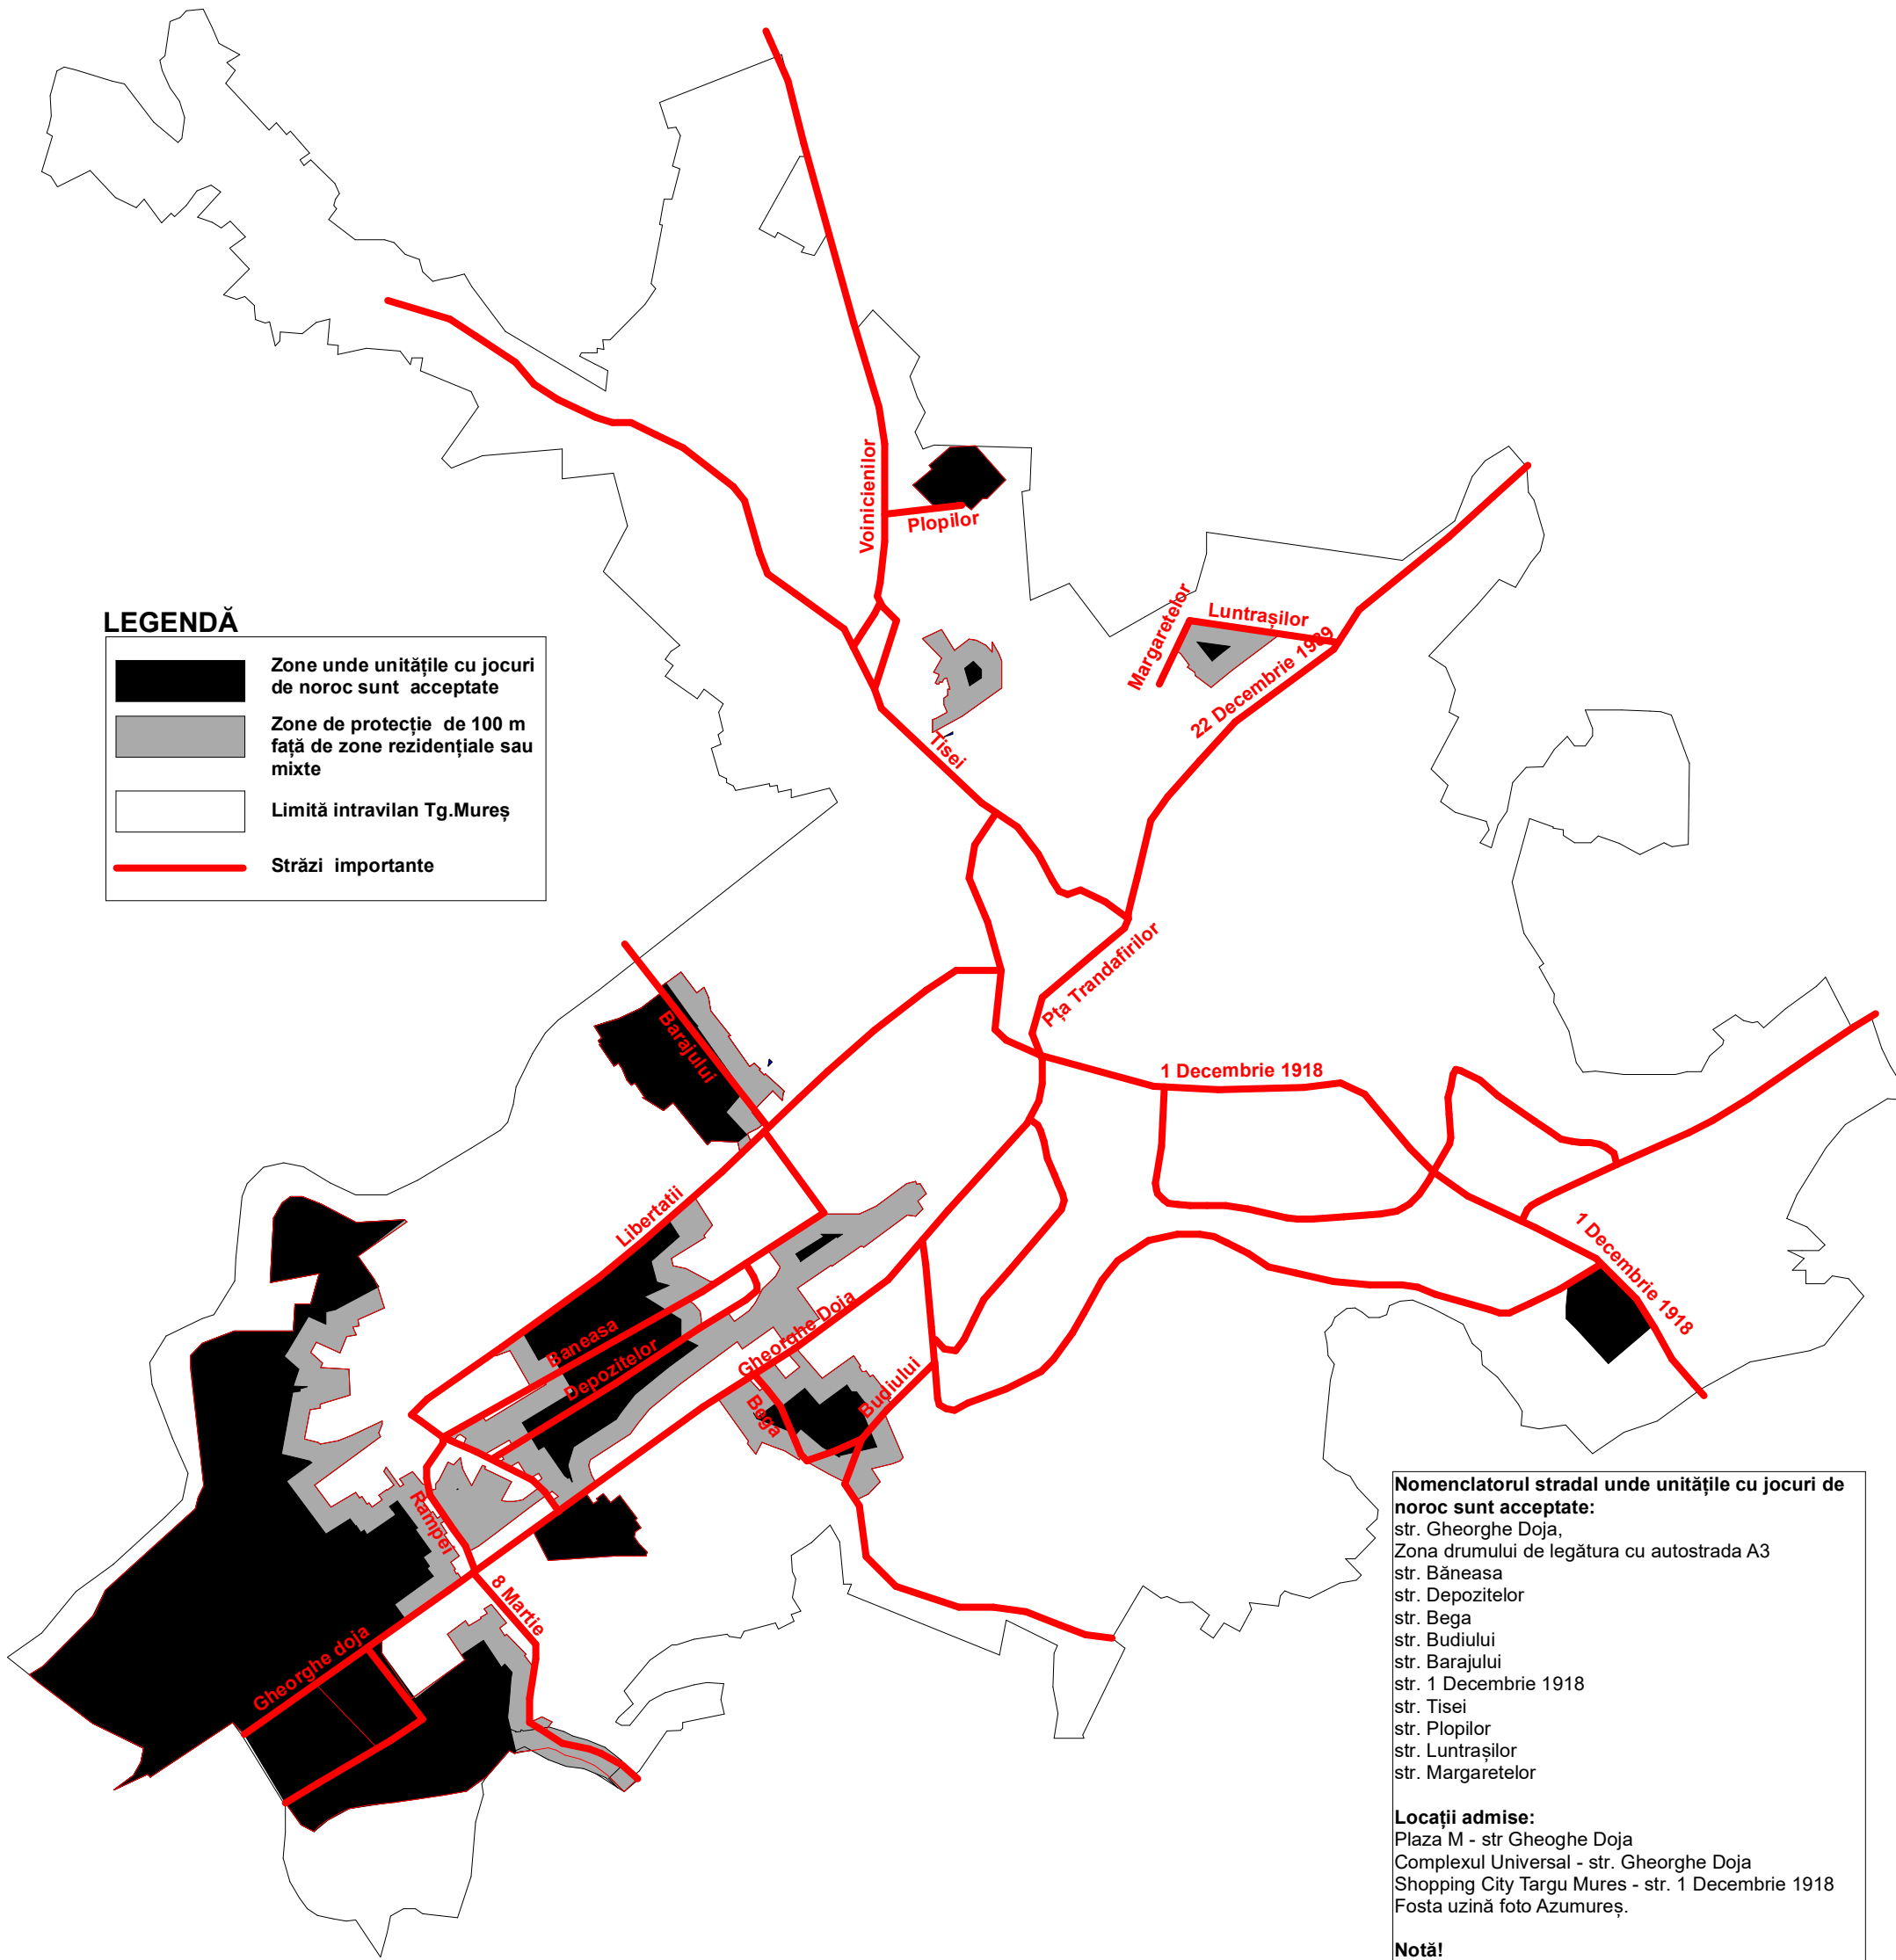 Voinicienilor
Plopilor
Margaretelor
Luntrașilor
22 Decembrie 1989
Tisei
LEGENDĂ
Zone unde unitățile cu jocuri
de noroc sunt acceptate
Zone de protecție de 100 m
față de zone rezidențiale sau
mixte
Limită intravilan Tg.Mureș
Străzi importante
Pța Trandafirilor
Barajului
1 Decembrie 1918
Libertatii
1 Decembrie 1918
Baneasa
Depozitelor
Gheorghe Doja
Bega
Budiului
Rampei
8 Martie
Gheorghe doja
Nomenclatorul stradal unde unitățile cu jocuri de
noroc sunt acceptate:
str. Gheorghe Doja,
Zona drumului de legătura cu autostrada A3
str. Băneasa
str. Depozitelor
str. Bega
str. Budiului
str. Barajului
str. 1 Decembrie 1918
str. Tisei
str. Plopilor
str. Luntrașilor
str. Margaretelor
Locații admise:
Plaza M - str Gheoghe Doja
Complexul Universal - str. Gheorghe Doja
Shopping City Targu Mures - str. 1 Decembrie 1918
Fosta uzină foto Azumureș.
Notă!